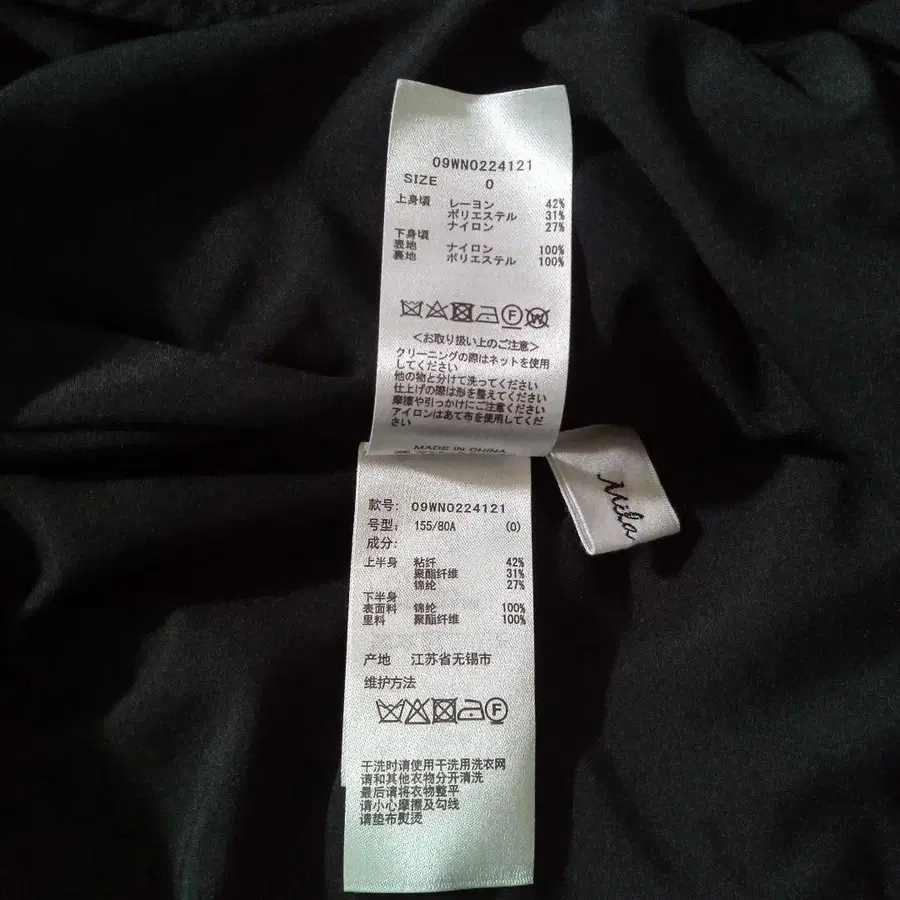 09WNO224121
SIZE 0
上身頃 レーヨン 42%
ポリエステル 31%
ナイロン 27%
下身頃
表地 ナイロン 100%
裏地 ポリエステル 100%
<お取り扱い上のご注意>
クリーニングの際はネットを使用
してください
他の物と分けて洗ってください
仕上げの際は形を整えてください
摩擦や引っかけにご注意ください
アイロンはあて布を使用してくだ
さい
MADE IN CHINA
Mila
款号: 09WNO224121
号型: 155/80A (0)
成分:
上半身 粘纤 42%
聚酯纤维 31%
锦纶 27%
下半身
表面料 锦纶 100%
里料 聚酯纤维 100%
产地 江苏省无锡市
维护方法
干洗时请使用干洗用洗衣网
请和其他衣物分开清洗
最后请将衣物整平
请小心摩擦及勾线
请垫布熨烫